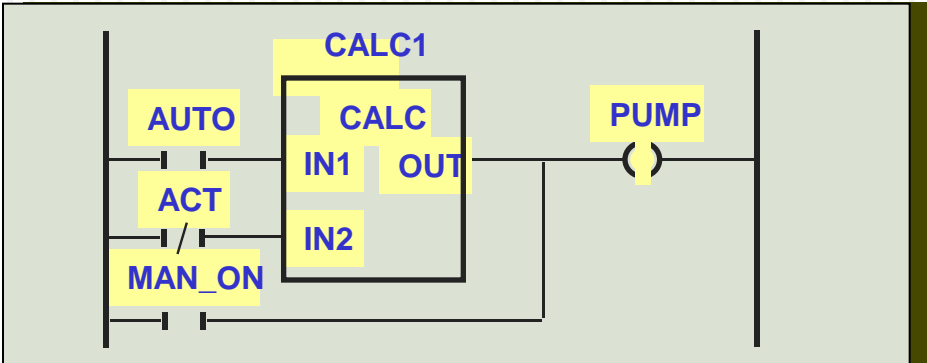 CALC1
AUTO
CALC
PUMP
IN1
OUT
ACT
IN2
MAN_ON